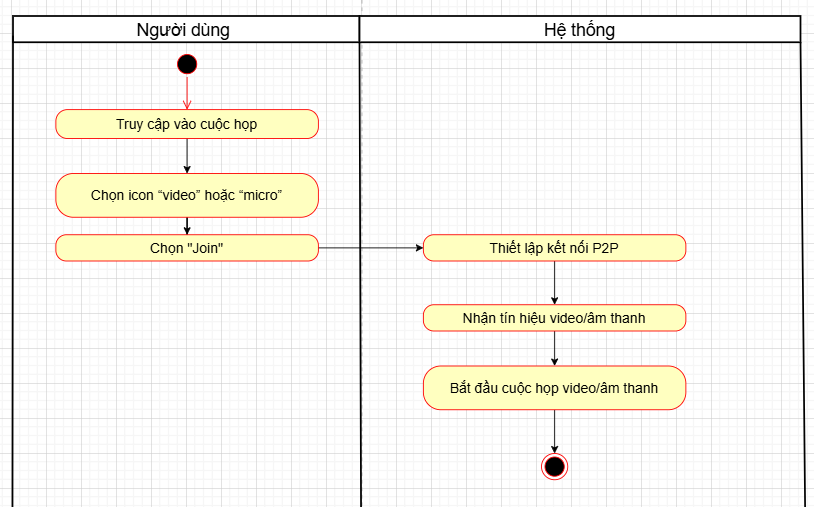 Người dùng
Hệ thống
Truy cập vào cuộc họp
Chọn icon “video” hoặc “micro”
Chọn "Join"
Thiết lập kết nối P2P
Nhận tín hiệu video/âm thanh
Bắt đầu cuộc họp video/âm thanh